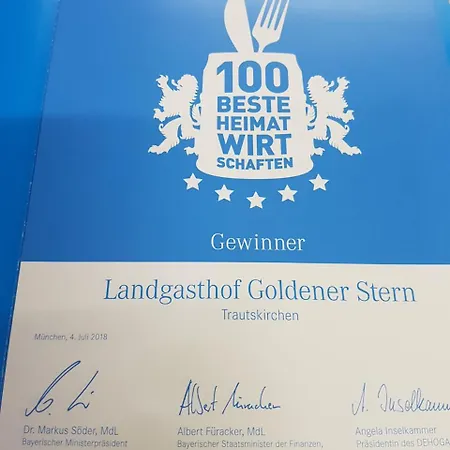 100
BESTE
HEIMAT
WIRT
SCHAFTEN
Gewinner
Landgasthof Goldener Stern
Trautskirchen
München, 4. Juli 2018
Dr. Markus Söder, MdL Albert Füracker, MdL Angela Inselkammer
Bayerischer Ministerpräsident Bayerischer Staatsminister der Finanzen, Präsidentin des DEHOGA